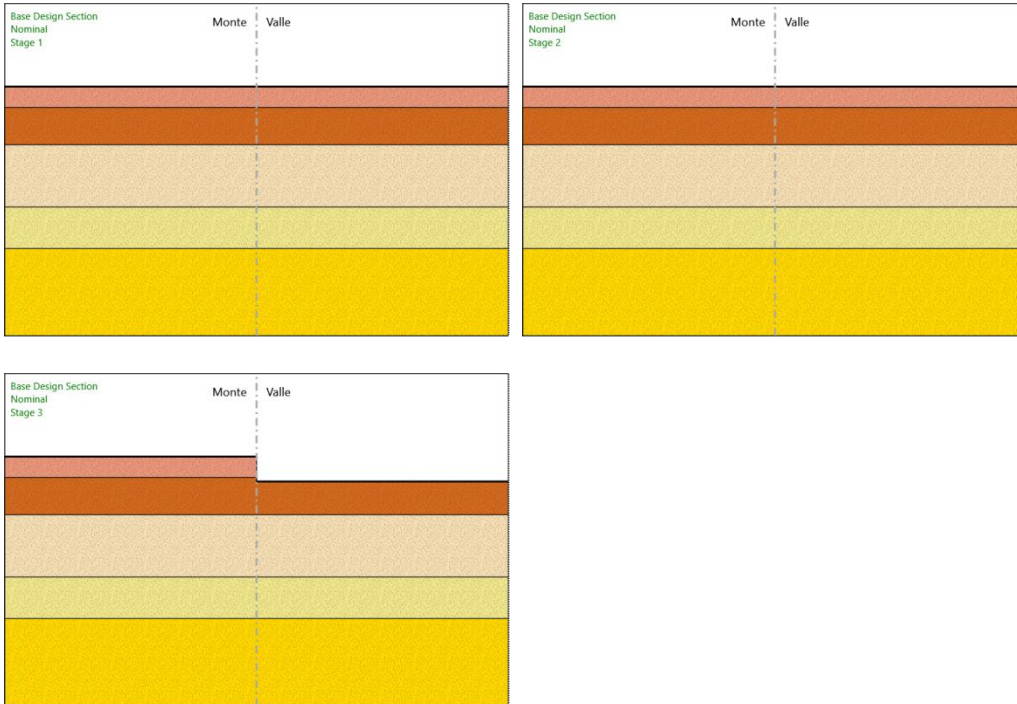 Base Design Section
Nominal
Stage 1
Monte Valle
Base Design Section
Nominal
Stage 2
Monte Valle
Base Design Section
Nominal
Stage 3
Monte Valle